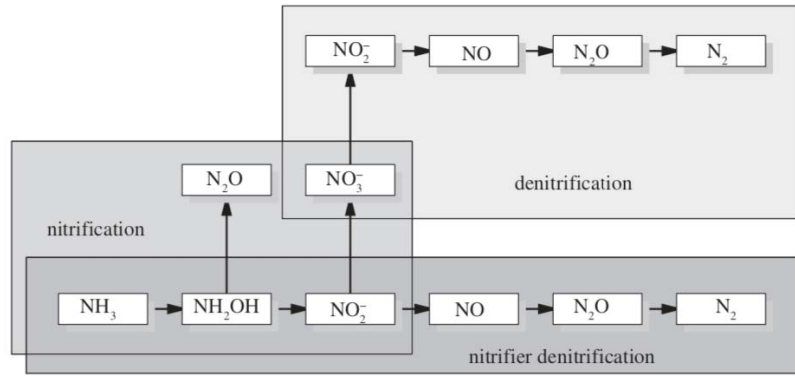 NO₂⁻ NO N₂O N₂
N₂O NO₃⁻
denitrification
nitrification
NH₃ NH₂OH NO₂⁻ NO N₂O N₂
nitrifier denitrification